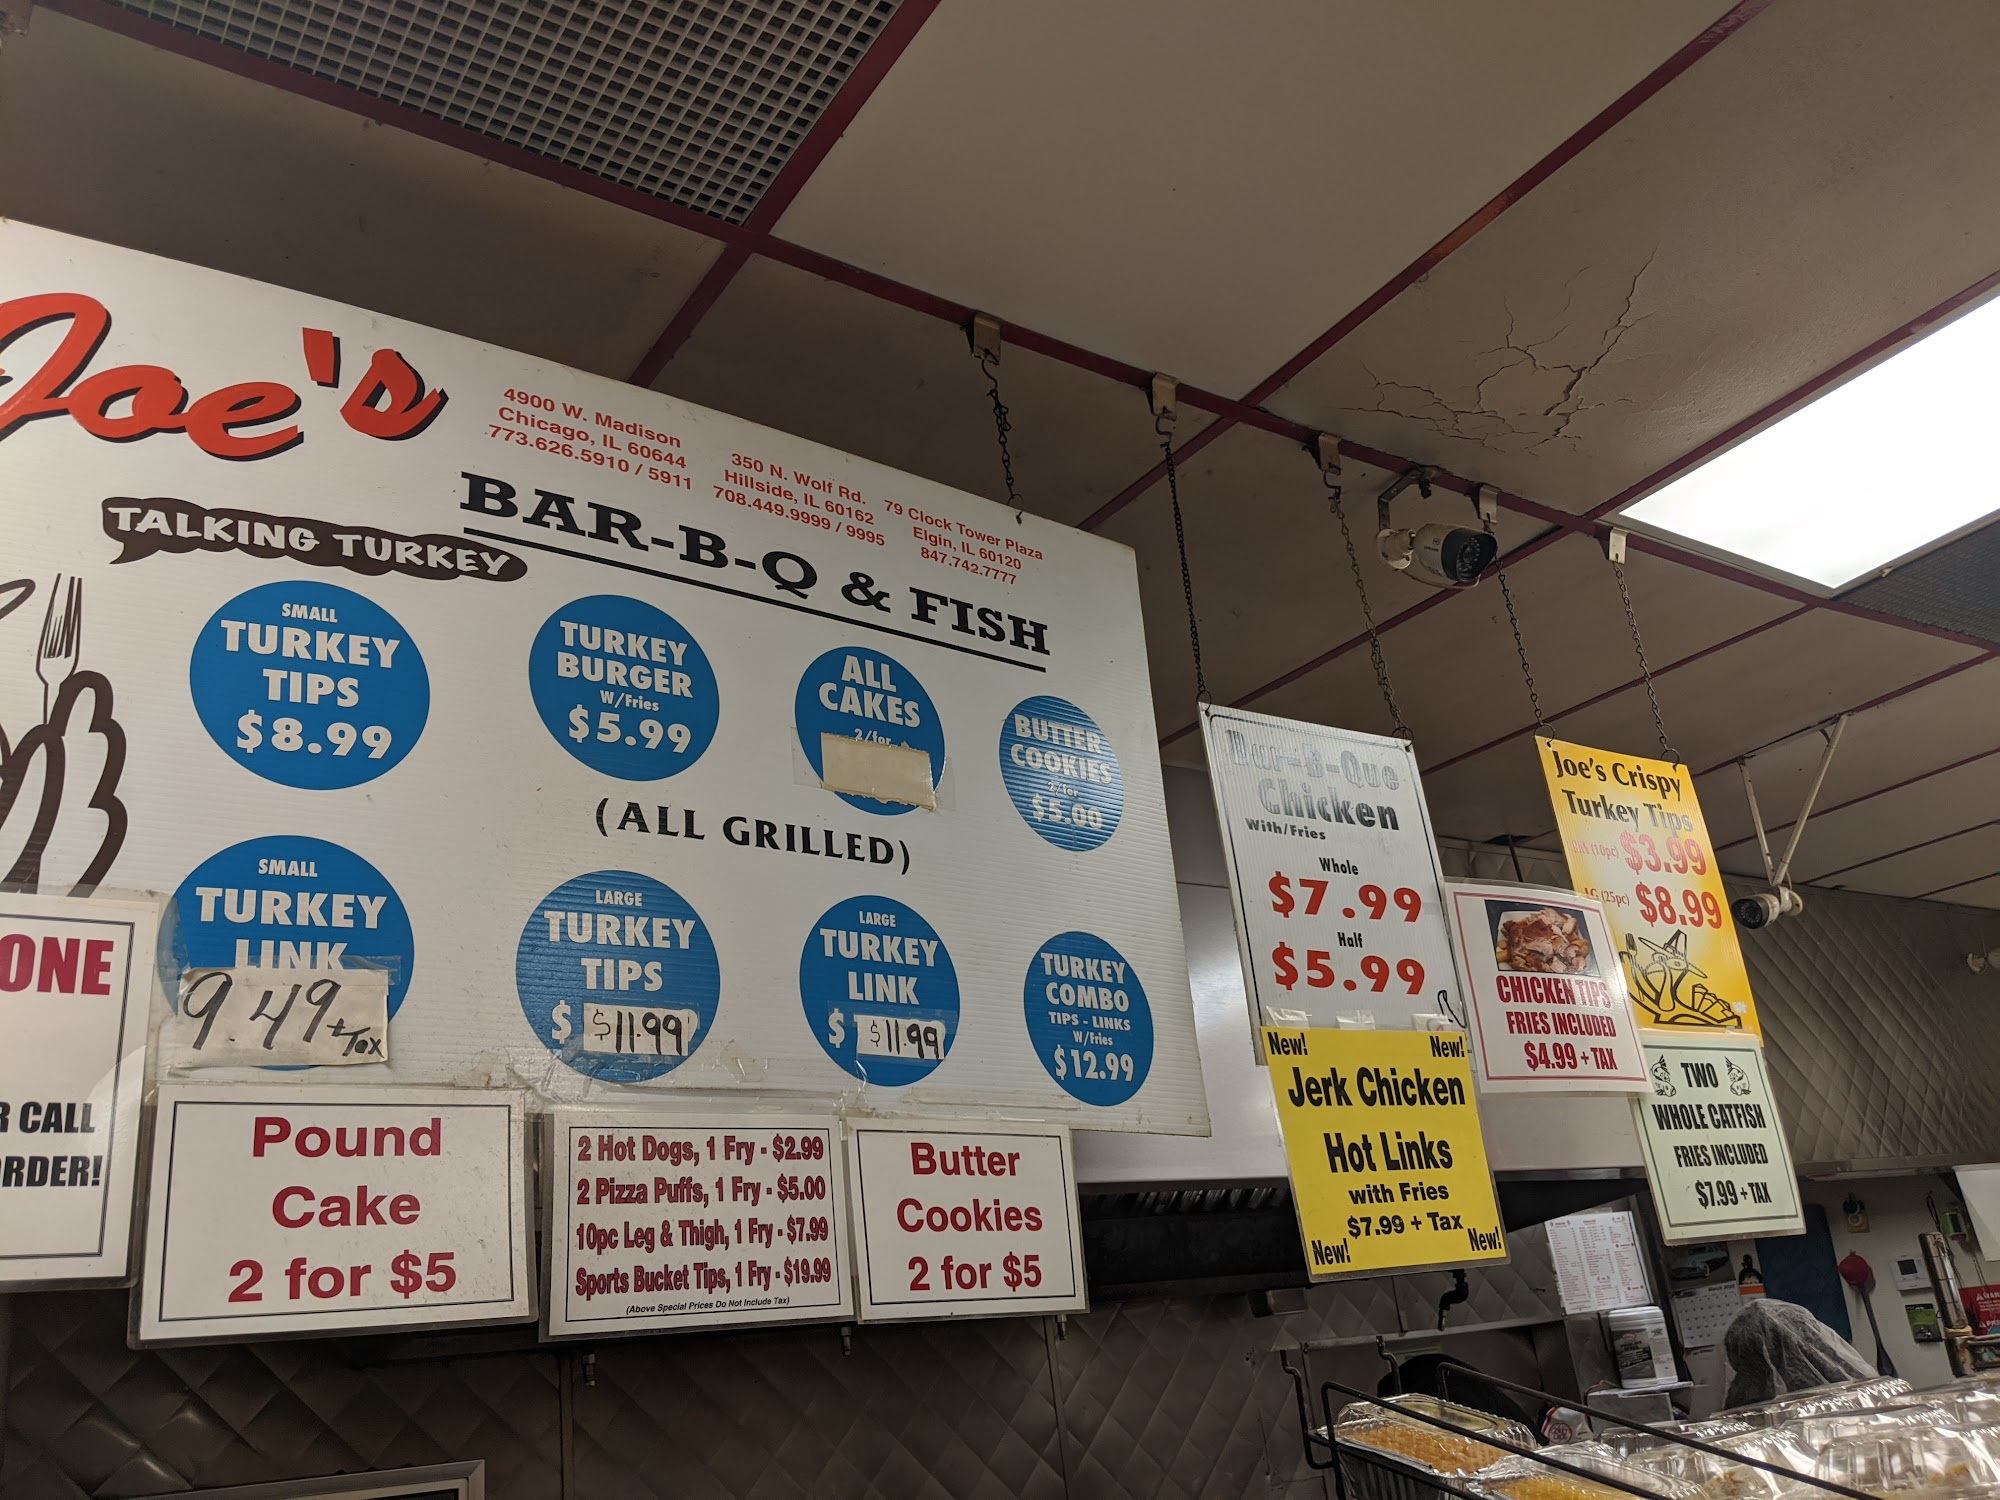 Joe's
4900 W. Madison
Chicago, IL 60644
773.626.5910 / 5911
350 N. Wolf Rd.
Hillside, IL 60162
708.449.9999 / 9995
79 Clock Tower Plaza
Elgin, IL 60120
847.742.7777
BAR-B-Q & FISH
TALKING TURKEY
SMALL
TURKEY
TIPS
$8.99
TURKEY
BURGER
W/Fries
$5.99
ALL
CAKES
2/for
BUTTER
COOKIES
2/for
$5.00
(ALL GRILLED)
SMALL
TURKEY
LINK
9 49 + Tax
LARGE
TURKEY
TIPS
$ $11.99
LARGE
TURKEY
LINK
$ $11.99
TURKEY
COMBO
TIPS - LINKS
W/Fries
$12.99
ONE
R CALL
RDER!
Pound
Cake
2 for $5
2 Hot Dogs, 1 Fry - $2.99
2 Pizza Puffs, 1 Fry - $5.00
10pc Leg & Thigh, 1 Fry - $7.99
Sports Bucket Tips, 1 Fry - $19.99
(Above Special Prices Do Not Include Tax)
Butter
Cookies
2 for $5
Bar-B-Que
Chicken
With/Fries
Whole
$7.99
Half
$5.99
New! New!
Jerk Chicken
Hot Links
with Fries
$7.99 + Tax
New! New!
CHICKEN TIPS
FRIES INCLUDED
$4.99 + TAX
Joe's Crispy
Turkey Tips
(10pc) $3.99
LG (25pc) $8.99
TWO
WHOLE CATFISH
FRIES INCLUDED
$7.99 + TAX